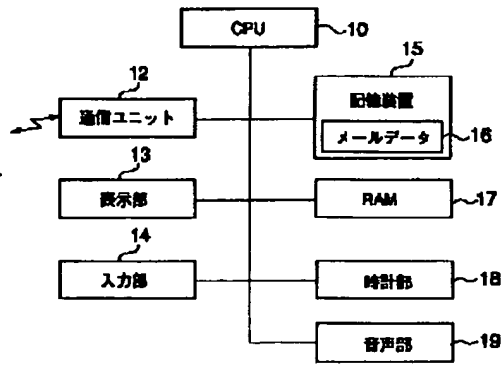 CPU
10
12
通信ユニット
15
記憶装置
メールデータ
16
13
表示部
RAM
17
14
入力部
時計部
18
音声部
19